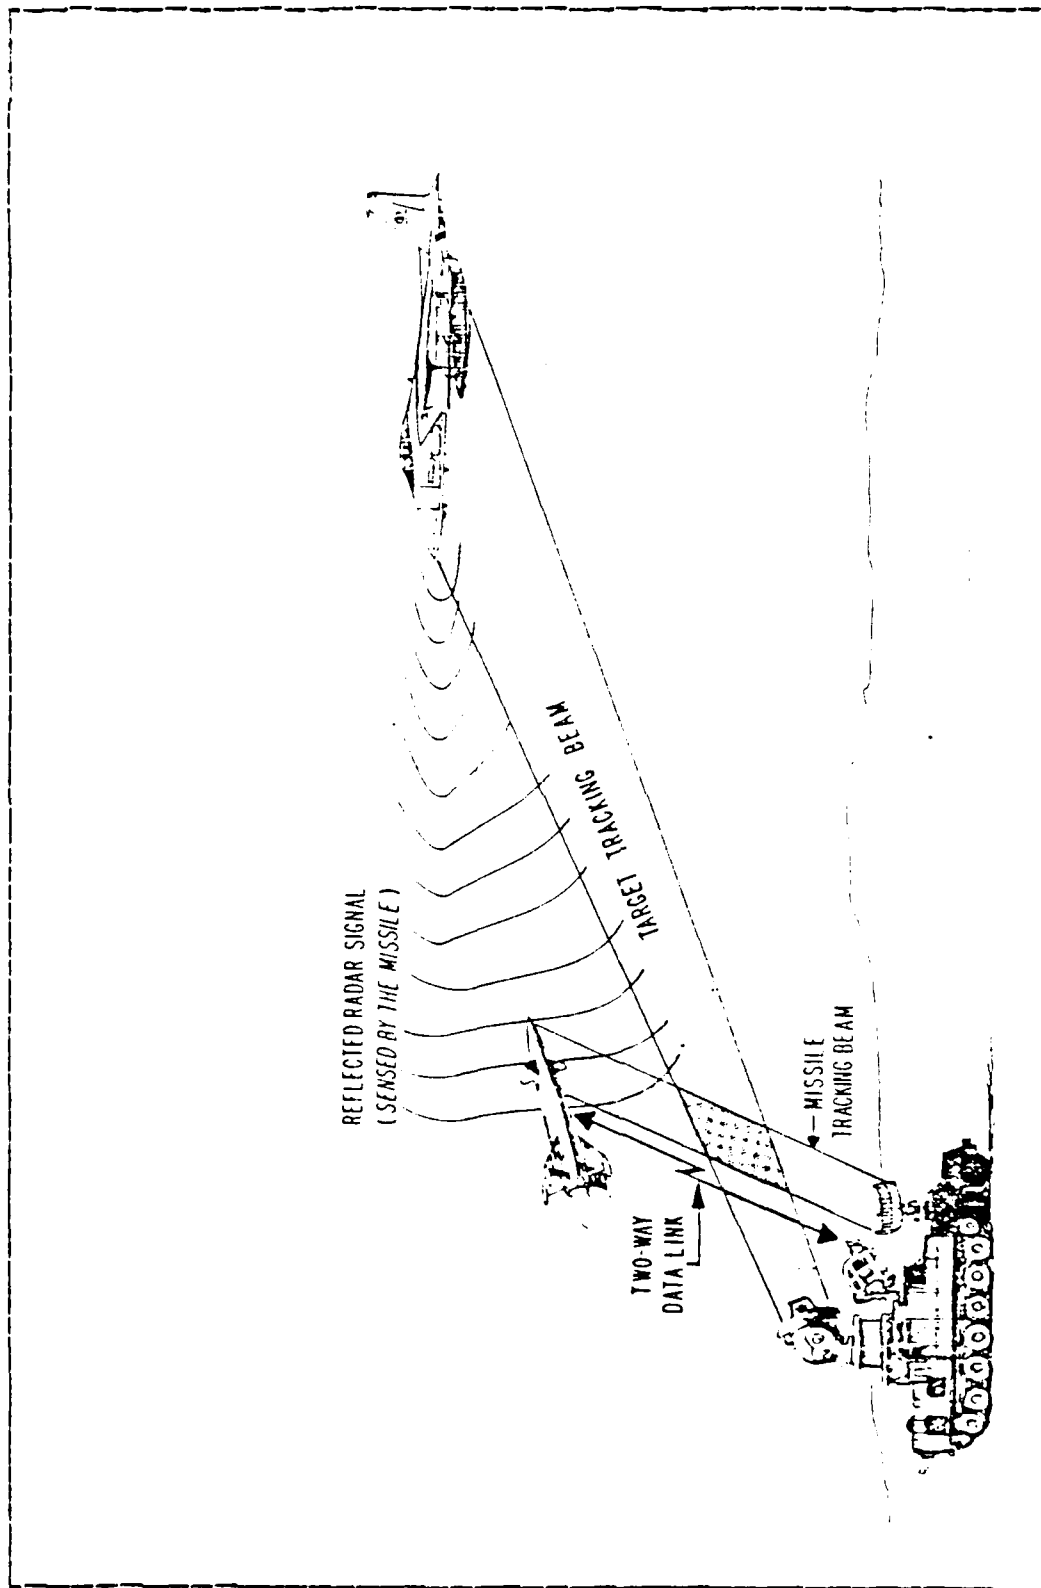 REFLECTED RADAR SIGNAL
(SENSED BY THE MISSILE)
TARGET TRACKING BEAM
TWO-WAY
DATA LINK
MISSILE
TRACKING BEAM